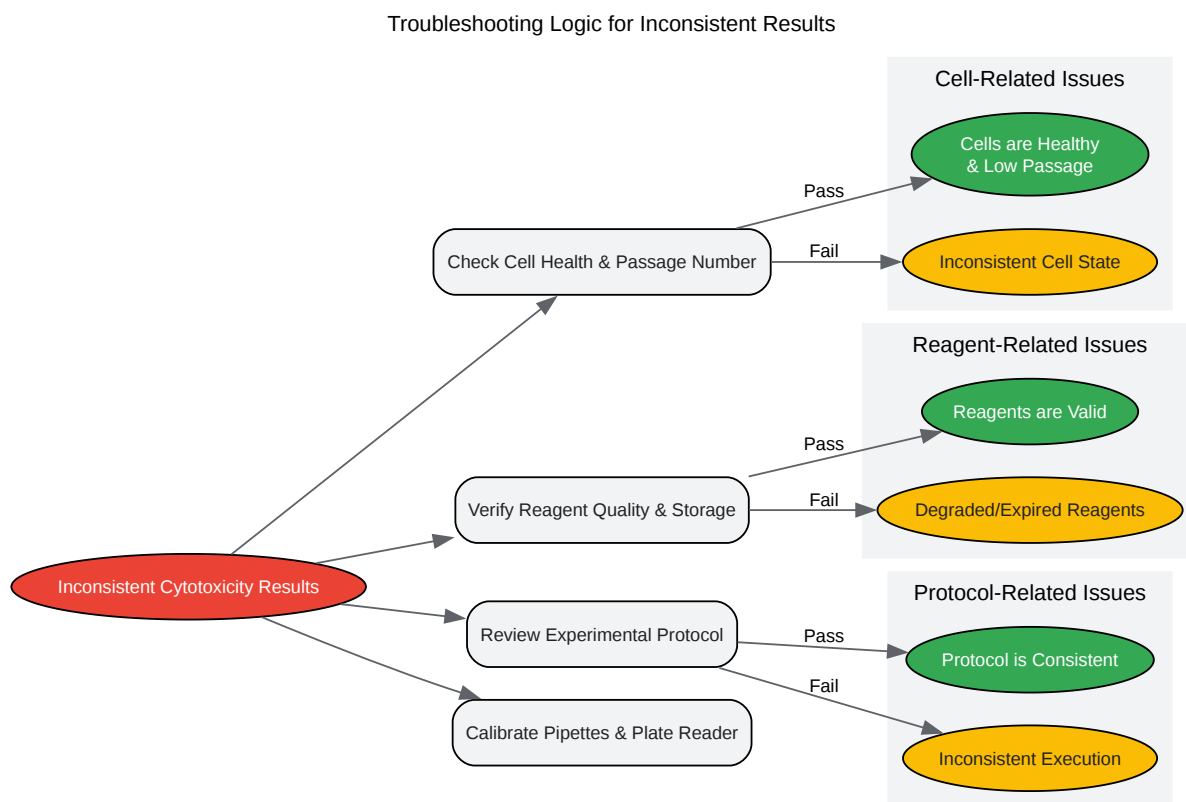 Troubleshooting Logic for Inconsistent Results
Cell-Related Issues
Cells are Healthy
& Low Passage
Pass
Check Cell Health & Passage Number
Fail
Inconsistent Cell State
Reagent-Related Issues
Reagents are Valid
Pass
Verify Reagent Quality & Storage
Fail
Degraded/Expired Reagents
Inconsistent Cytotoxicity Results
Protocol-Related Issues
Review Experimental Protocol
Pass
Protocol is Consistent
Fail
Calibrate Pipettes & Plate Reader
Inconsistent Execution